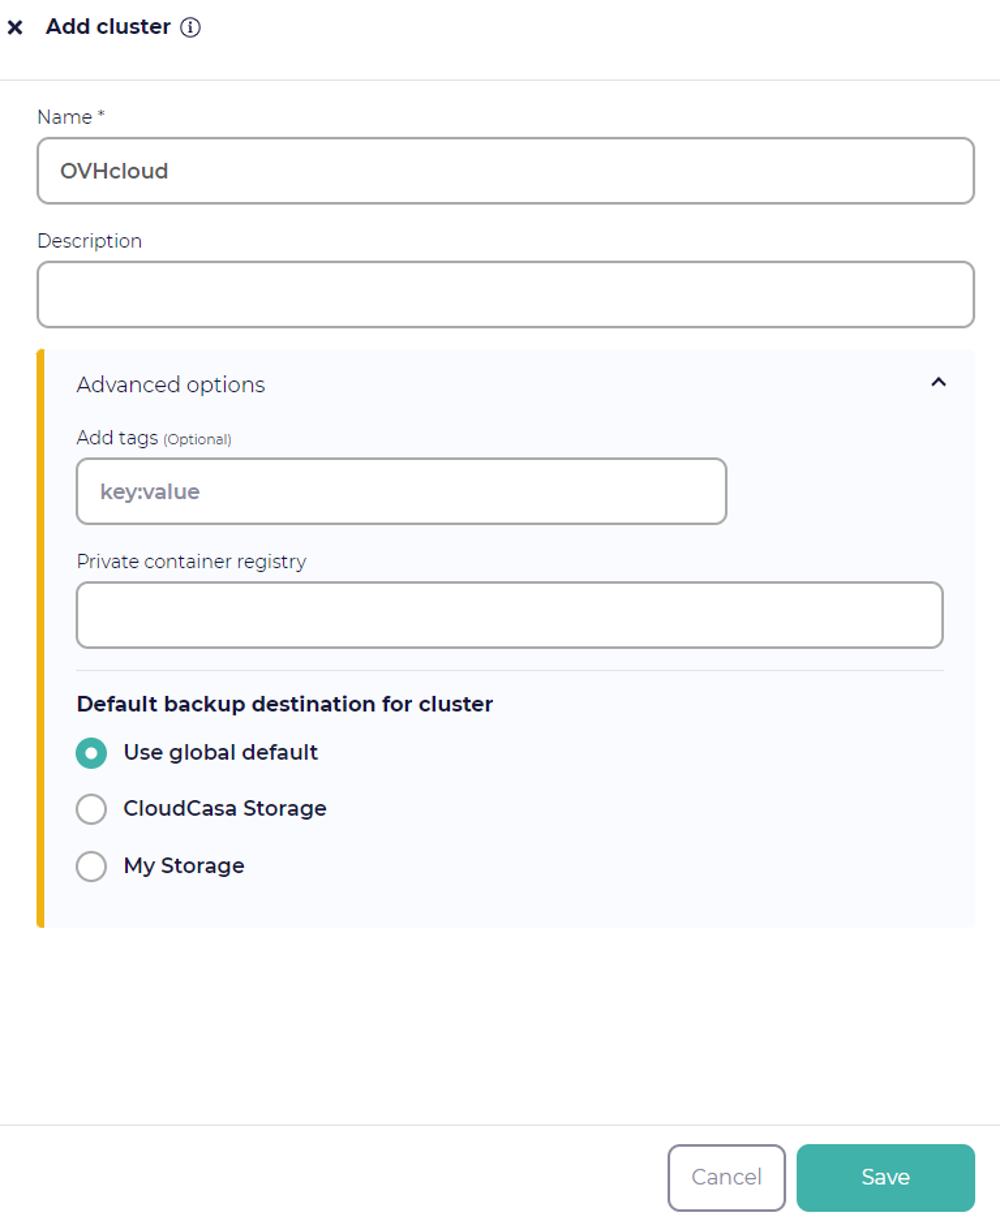 Add cluster
Name *
OVHcloud
Description
Advanced options
Add tags (Optional)
key:value
Private container registry
Default backup destination for cluster
Use global default
CloudCasa Storage
My Storage
Cancel
Save